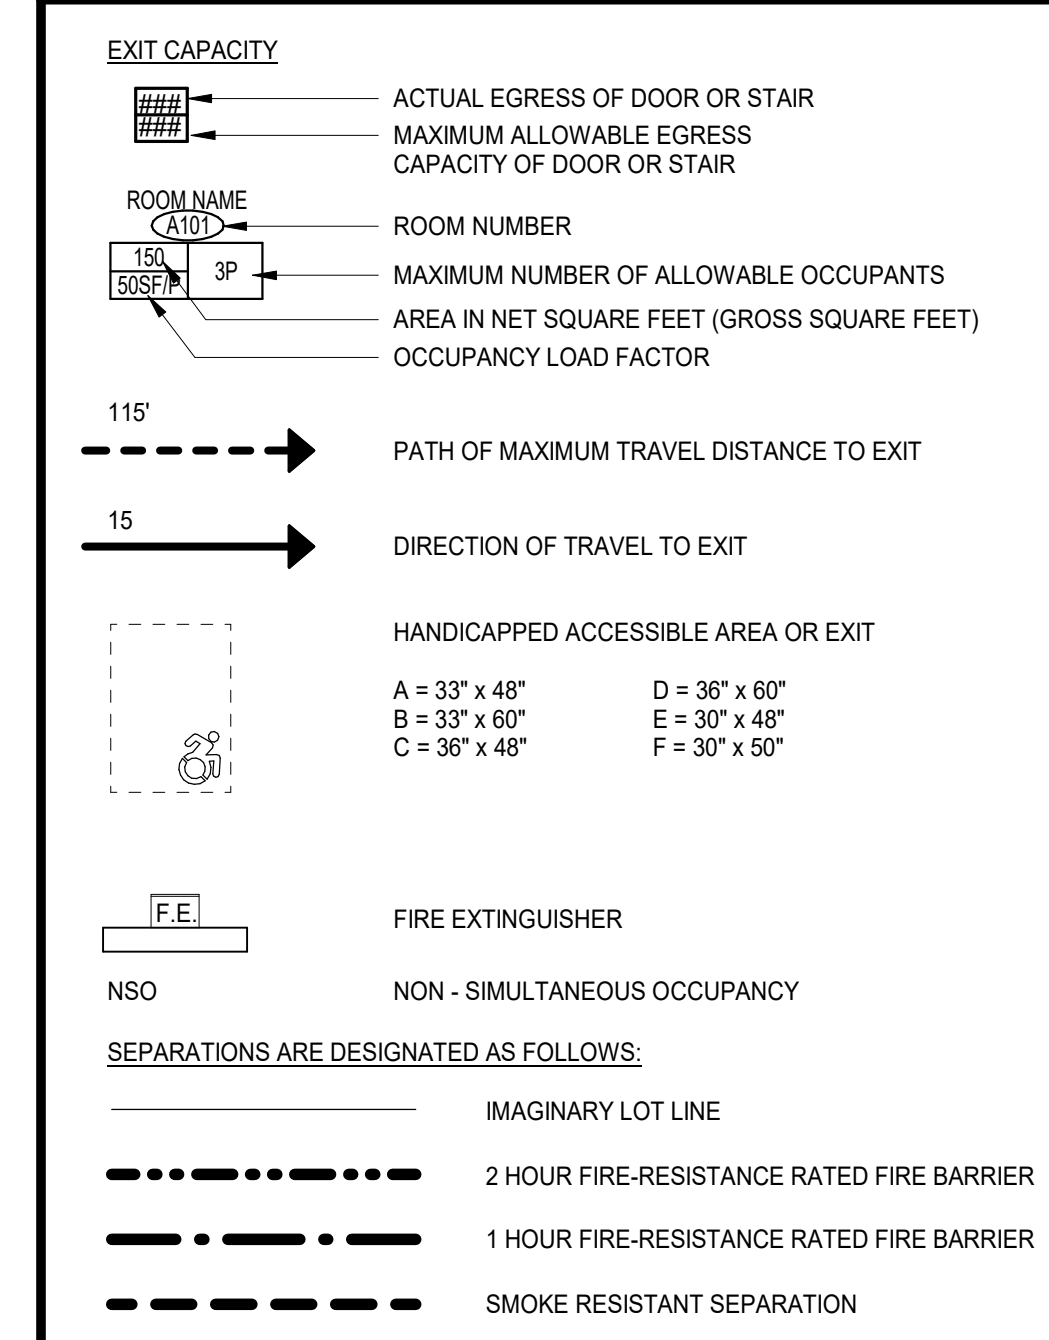 EXIT CAPACITY
###
ACTUAL EGRESS OF DOOR OR STAIR
###
MAXIMUM ALLOWABLE EGRESS
CAPACITY OF DOOR OR STAIR
ROOM NAME
A101
ROOM NUMBER
150
3P
MAXIMUM NUMBER OF ALLOWABLE OCCUPANTS
50SF/P
AREA IN NET SQUARE FEET (GROSS SQUARE FEET)
OCCUPANCY LOAD FACTOR
115'
PATH OF MAXIMUM TRAVEL DISTANCE TO EXIT
15
DIRECTION OF TRAVEL TO EXIT
HANDICAPPED ACCESSIBLE AREA OR EXIT
A = 33" x 48" D = 36" x 60"
B = 33" x 60" E = 30" x 48"
C = 36" x 48" F = 30" x 50"
F.E.
FIRE EXTINGUISHER
NSO NON - SIMULTANEOUS OCCUPANCY
SEPARATIONS ARE DESIGNATED AS FOLLOWS:
IMAGINARY LOT LINE
2 HOUR FIRE-RESISTANCE RATED FIRE BARRIER
1 HOUR FIRE-RESISTANCE RATED FIRE BARRIER
SMOKE RESISTANT SEPARATION